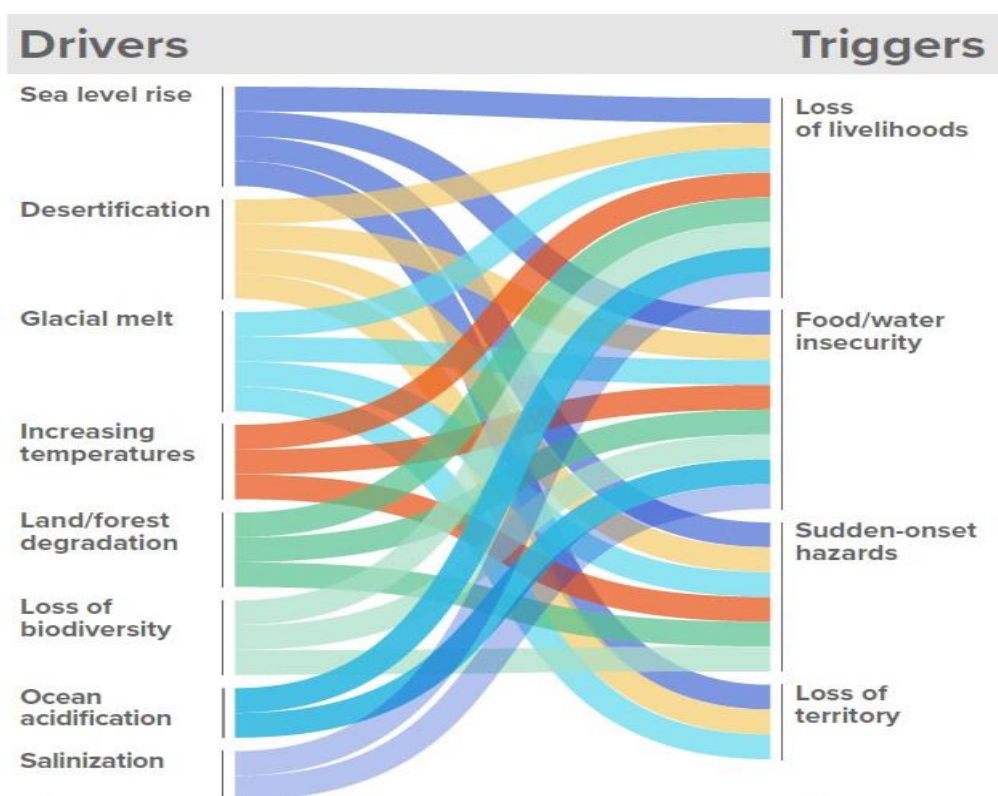 Drivers
Triggers
Sea level rise
Desertification
Glacial melt
Increasing
temperatures
Land/forest
degradation
Loss of
biodiversity
Ocean
acidification
Salinization
Loss
of livelihoods
Food/water
insecurity
Sudden-onset
hazards
Loss of
territory